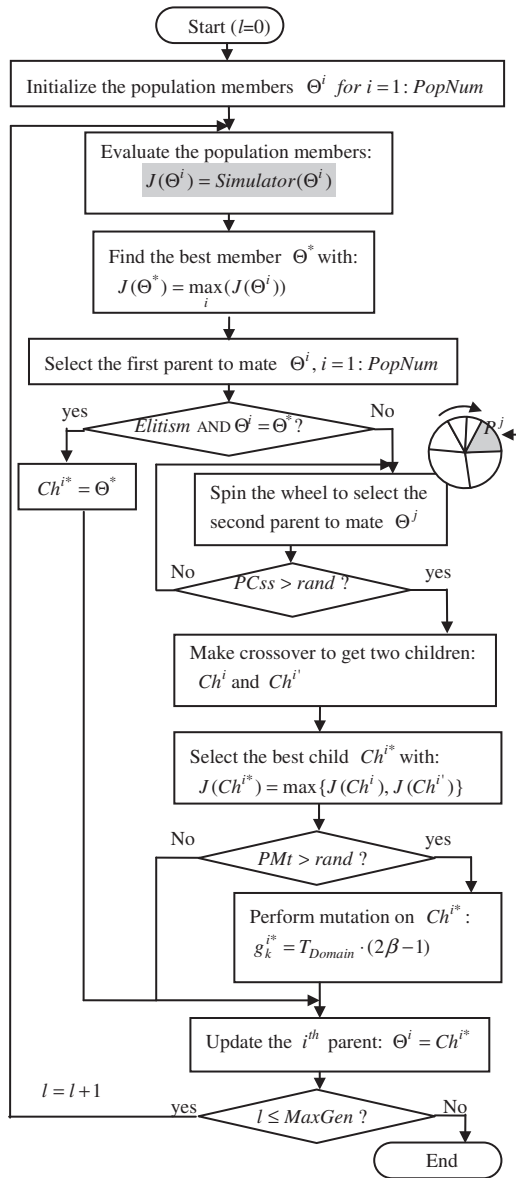 Start (l=0)
Initialize the population members Θ^i for i = 1: PopNum
Evaluate the population members:
J(Θ^i) = Simulator(Θ^i)
Find the best member Θ^* with:
J(Θ^*) = max_i (J(Θ^i))
Select the first parent to mate Θ^i, i = 1: PopNum
yes
Elitism AND Θ^i = Θ^*?
No
P^j
Ch^{i*} = Θ^*
Spin the wheel to select the
second parent to mate Θ^j
No
PCss > rand ?
yes
Make crossover to get two children:
Ch^i and Ch^{i'}
Select the best child Ch^{i*} with:
J(Ch^{i*}) = max{J(Ch^i), J(Ch^{i'})}
No
PMt > rand ?
yes
Perform mutation on Ch^{i*}:
g_k^{i*} = T_{Domain} · (2β − 1)
Update the i^{th} parent: Θ^i = Ch^{i*}
l = l + 1
yes
l ≤ MaxGen ?
No
End